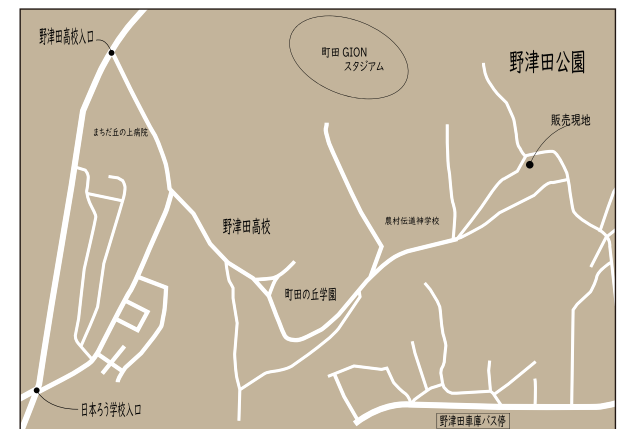 野津田高校入口
町田 GION
スタジアム
野津田公園
販売現地
まちだ丘の上病院
野津田高校
農村伝道神学校
町田の丘学園
日本ろう学校入口
野津田車庫バス停